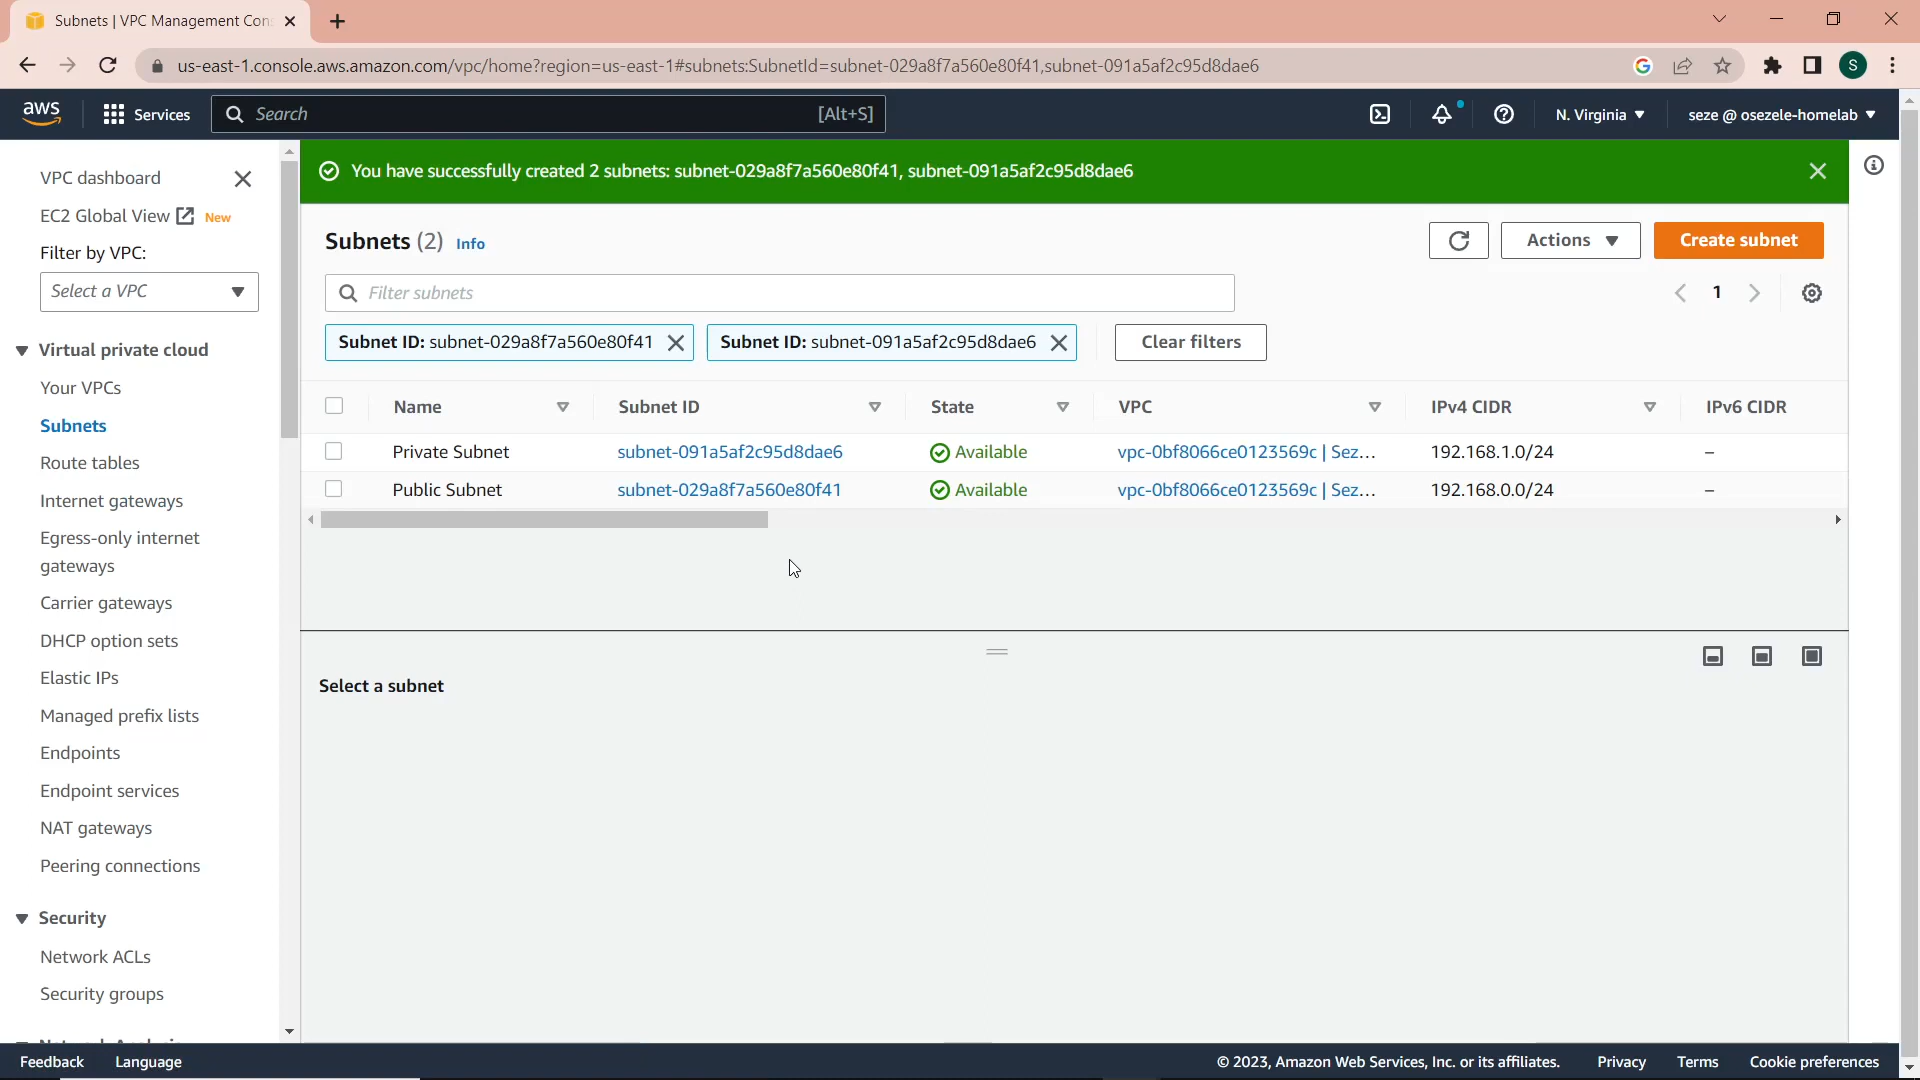 Subnets | VPC Management Con
us-east-1.console.aws.amazon.com/vpc/home?region=us-east-1#subnets:SubnetId=subnet-029a8f7a560e80f41,subnet-091a5af2c95d8dae6
S
aws
Services
Search
[Alt+S]
N. Virginia
seze @ osezele-homelab
VPC dashboard
EC2 Global View New
Filter by VPC:
Select a VPC
Virtual private cloud
Your VPCs
Subnets
Route tables
Internet gateways
Egress-only internet
gateways
Carrier gateways
DHCP option sets
Elastic IPs
Managed prefix lists
Endpoints
Endpoint services
NAT gateways
Peering connections
Security
Network ACLs
Security groups
You have successfully created 2 subnets: subnet-029a8f7a560e80f41, subnet-091a5af2c95d8dae6
Subnets (2) Info
Actions
Create subnet
Filter subnets
1
Subnet ID: subnet-029a8f7a560e80f41
Subnet ID: subnet-091a5af2c95d8dae6
Clear filters
Name Subnet ID State VPC IPv4 CIDR IPv6 CIDR
Private Subnet subnet-091a5af2c95d8dae6 Available vpc-0bf8066ce0123569c | Sez... 192.168.1.0/24 –
Public Subnet subnet-029a8f7a560e80f41 Available vpc-0bf8066ce0123569c | Sez... 192.168.0.0/24 –
Select a subnet
Feedback Language
© 2023, Amazon Web Services, Inc. or its affiliates. Privacy Terms Cookie preferences